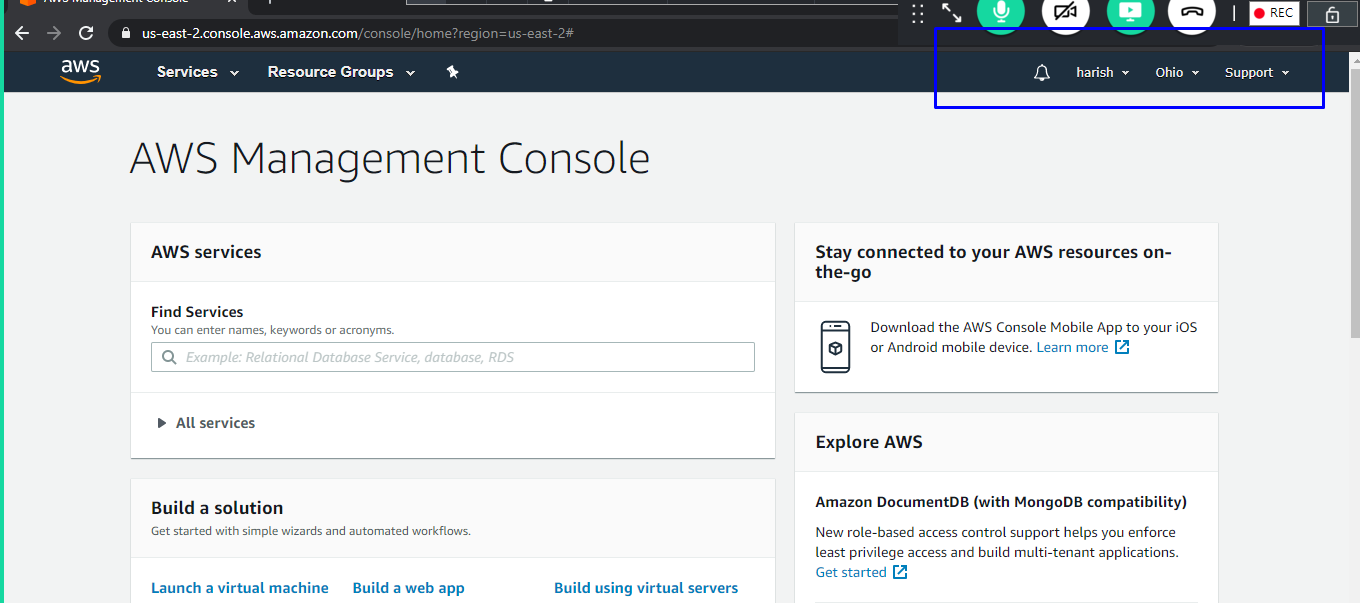 AWS Management Console
REC
us-east-2.console.aws.amazon.com/console/home?region=us-east-2#
aws Services Resource Groups harish Ohio Support
AWS Management Console
AWS services
Find Services
You can enter names, keywords or acronyms.
Example: Relational Database Service, database, RDS
All services
Build a solution
Get started with simple wizards and automated workflows.
Launch a virtual machine Build a web app Build using virtual servers
Stay connected to your AWS resources on-
the-go
Download the AWS Console Mobile App to your iOS
or Android mobile device. Learn more
Explore AWS
Amazon DocumentDB (with MongoDB compatibility)
New role-based access control support helps you enforce
least privilege access and build multi-tenant applications.
Get started